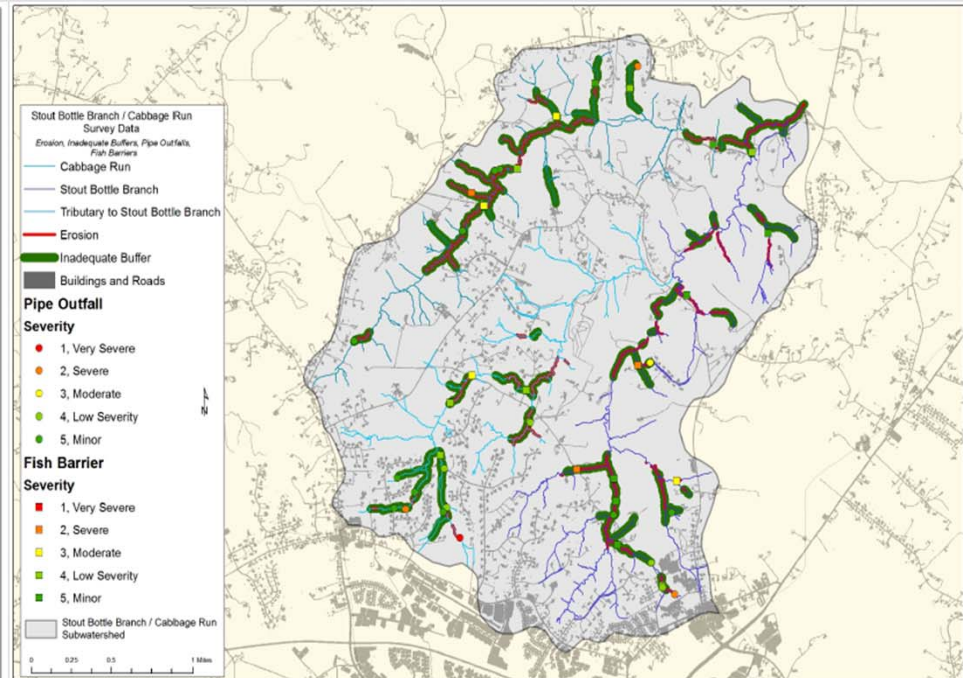 Stout Bottle Branch / Cabbage Run
Survey Data
Erosion, Inadequate Buffers, Pipe Outfalls,
Fish Barriers
Cabbage Run
Stout Bottle Branch
Tributary to Stout Bottle Branch
Erosion
Inadequate Buffer
Buildings and Roads
Pipe Outfall
Severity
1, Very Severe
2, Severe
3, Moderate
4, Low Severity
5, Minor
Fish Barrier
Severity
1, Very Severe
2, Severe
3, Moderate
4, Low Severity
5, Minor
Stout Bottle Branch / Cabbage Run
Subwatershed
0 0.25 0.5 1 Miles
N